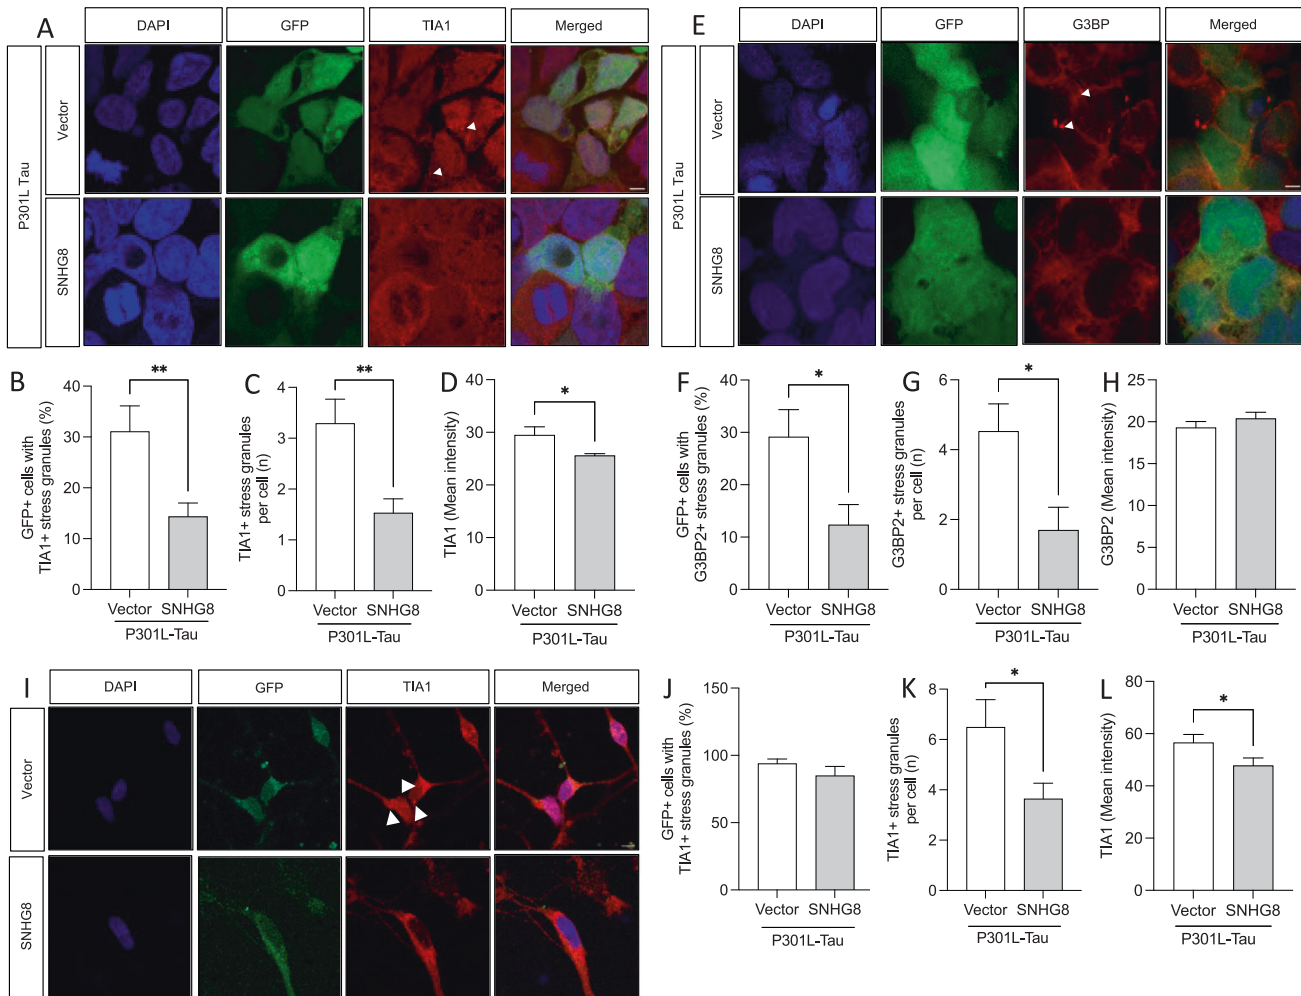 A
DAPI
GFP
TIA1
Merged
P301L Tau
Vector
SNHG8
E
DAPI
GFP
G3BP
Merged
P301L Tau
Vector
SNHG8
B
GFP+ cells with
TIA1+ stress granules (%)
40
30
20
10
0
**
Vector SNHG8
P301L-Tau
C
TIA1+ stress granules
per cell (n)
4
3
2
1
0
**
Vector SNHG8
P301L-Tau
D
TIA1 (Mean intensity)
40
30
20
10
0
*
Vector SNHG8
P301L-Tau
F
GFP+ cells with
G3BP2+ stress granules (%)
40
30
20
10
0
*
Vector SNHG8
P301L-Tau
G
G3BP2+ stress granules
per cell (n)
6
4
2
0
*
Vector SNHG8
P301L-Tau
H
G3BP2 (Mean intensity)
25
20
15
10
5
0
Vector SNHG8
P301L-Tau
I
DAPI
GFP
TIA1
Merged
Vector
SNHG8
J
GFP+ cells with
TIA1+ stress granules (%)
150
100
50
0
Vector SNHG8
P301L-Tau
K
TIA1+ stress granules
per cell (n)
8
6
4
2
0
*
Vector SNHG8
P301L-Tau
L
TIA1 (Mean intensity)
80
60
40
20
0
*
Vector SNHG8
P301L-Tau